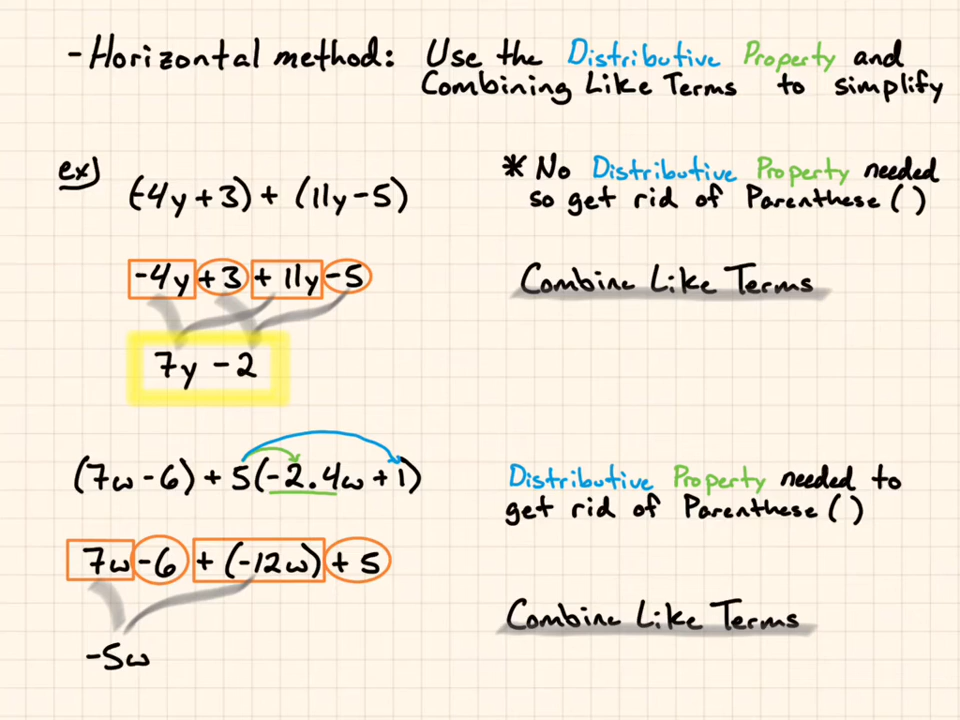 - Horizontal method: Use the Distributive Property and
Combining Like Terms to simplify
ex) (-4y + 3) + (11y - 5)
* No Distributive Property needed
so get rid of Parenthese ( )
-4y + 3 + 11y - 5
Combine Like Terms
7y - 2
(7w - 6) + 5(-2.4w + 1)
Distributive Property needed to
get rid of Parenthese ( )
7w - 6 + (-12w) + 5
Combine Like Terms
-5w